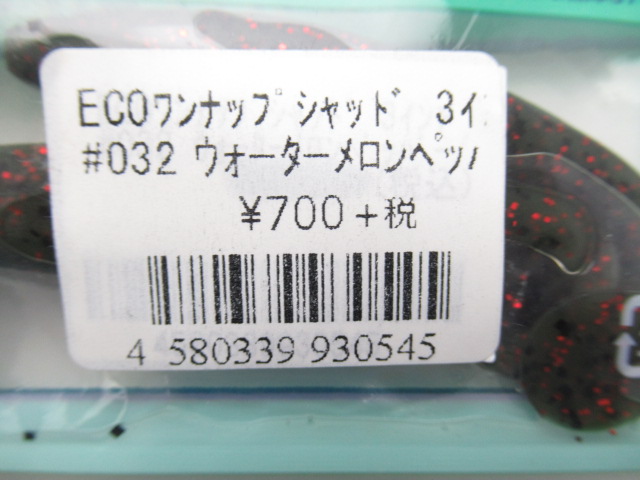 ECOワンナップシャッド 3イ
#032 ウォーターメロンペッパ
¥700+税
4 580339 930545